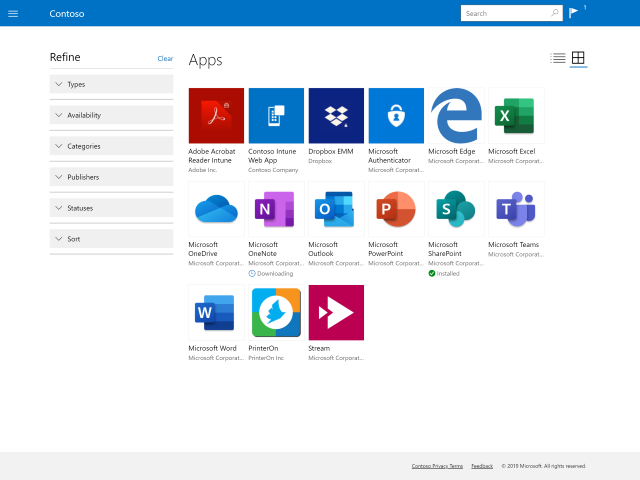 Contoso
Search
1
Refine
Clear
Apps
Types
Availability
Categories
Publishers
Statuses
Sort
Adobe Acrobat
Reader Intune
Adobe Inc.
Contoso Intune
Web App
Contoso Company
Dropbox EMM
Dropbox
Microsoft
Authenticator
Microsoft Corporat...
Microsoft Edge
Microsoft Corporat...
X
Microsoft Excel
Microsoft Corporat...
Microsoft
OneDrive
Microsoft Corporat...
N
Microsoft
OneNote
Microsoft Corporat...
Downloading
O
Microsoft
Outlook
Microsoft Corporat...
P
Microsoft
PowerPoint
Microsoft Corporat...
S
Microsoft
SharePoint
Microsoft Corporat...
Installed
T
Microsoft Teams
Microsoft Corporat...
W
Microsoft Word
Microsoft Corporat...
PrinterOn
PrinterOn Inc
Stream
Microsoft Corporat...
Contoso Privacy Terms
Feedback
© 2019 Microsoft. All rights reserved.